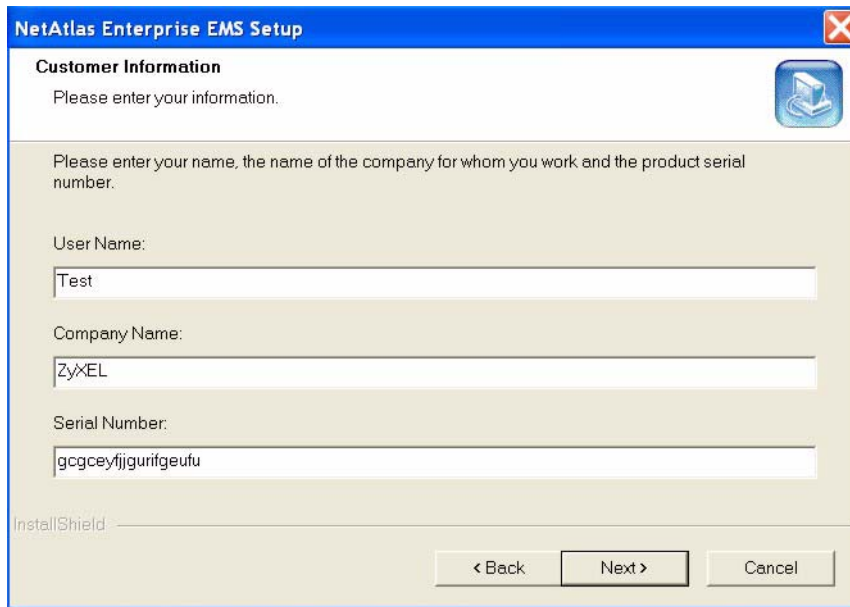 NetAtlas Enterprise EMS Setup
Customer Information
Please enter your information.
Please enter your name, the name of the company for whom you work and the product serial
number.
User Name:
Test
Company Name:
ZyXEL
Serial Number:
gcgceyfjjgurifgeufu
InstallShield
< Back
Next >
Cancel